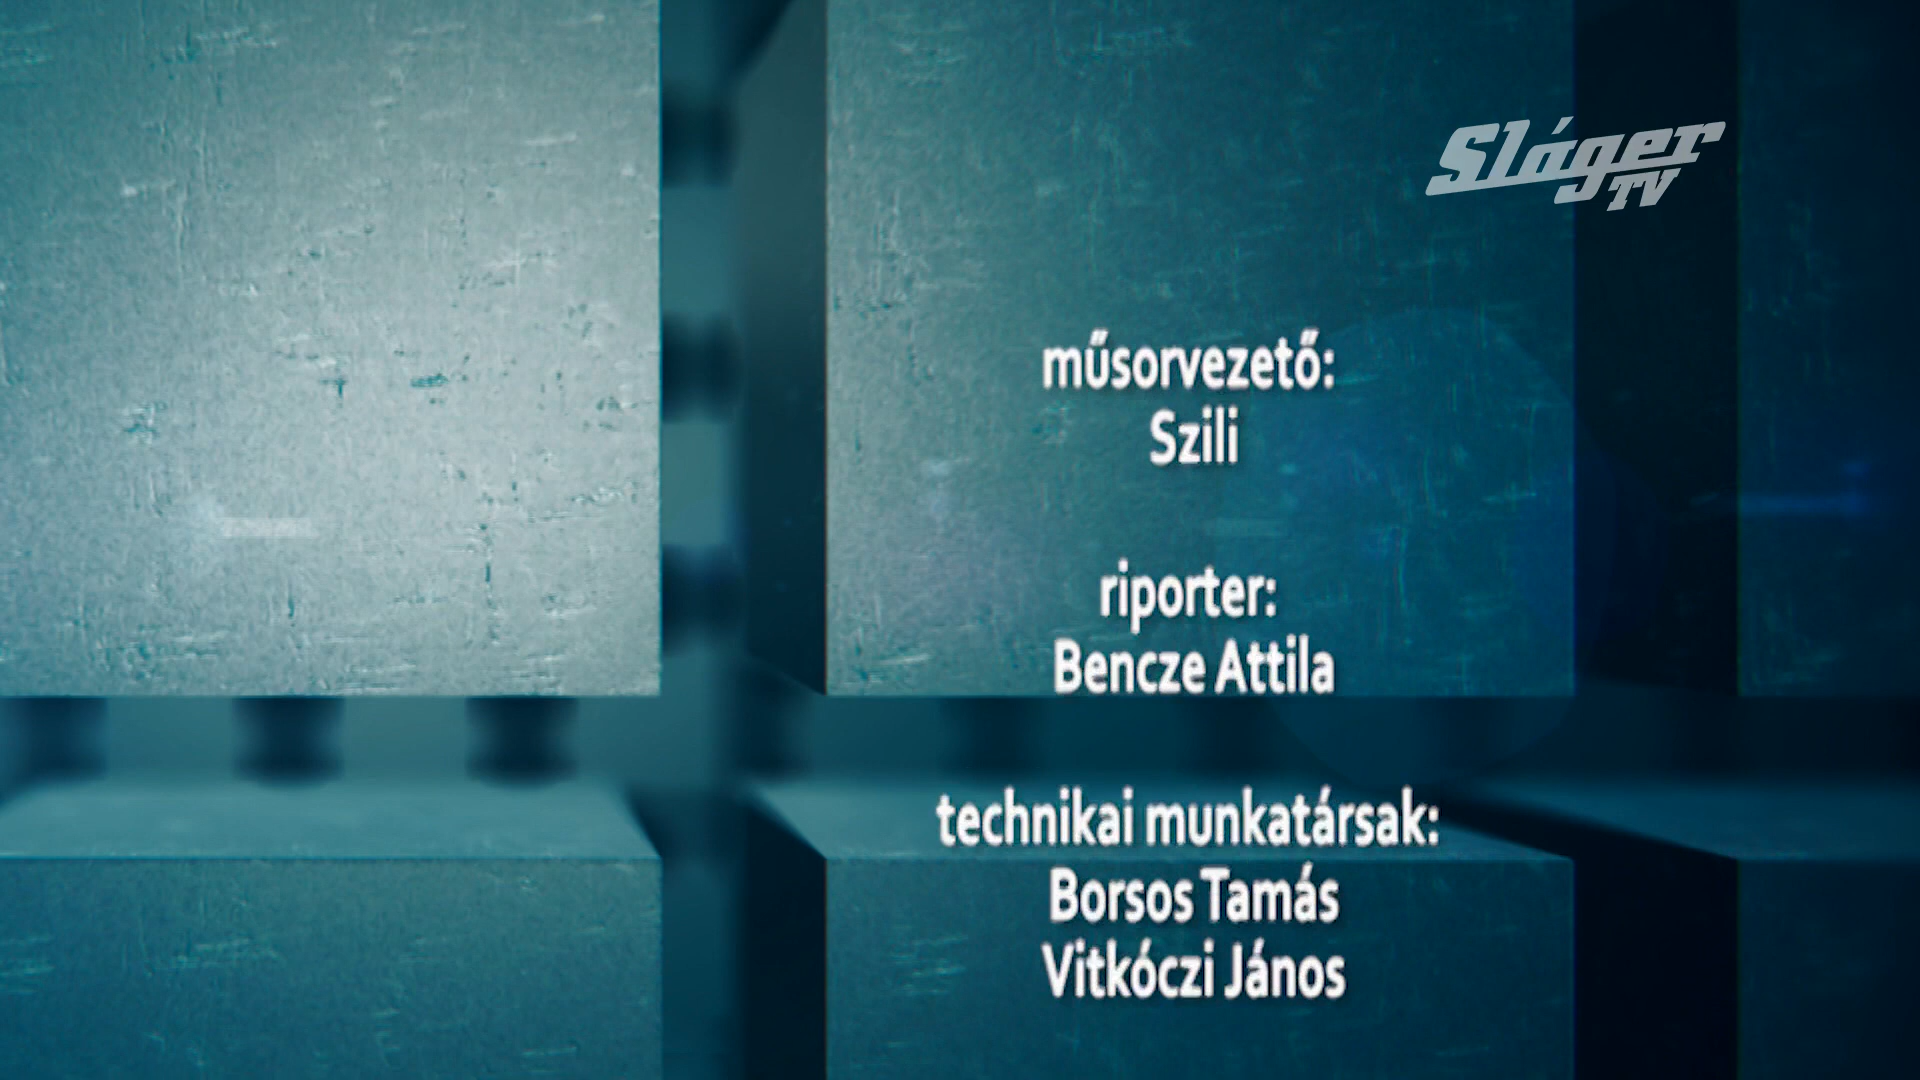 Sláger
TV
műsorvezető:
Szili
riporter:
Bencze Attila
technikai munkatársak:
Borsos Tamás
Vitkóczi János